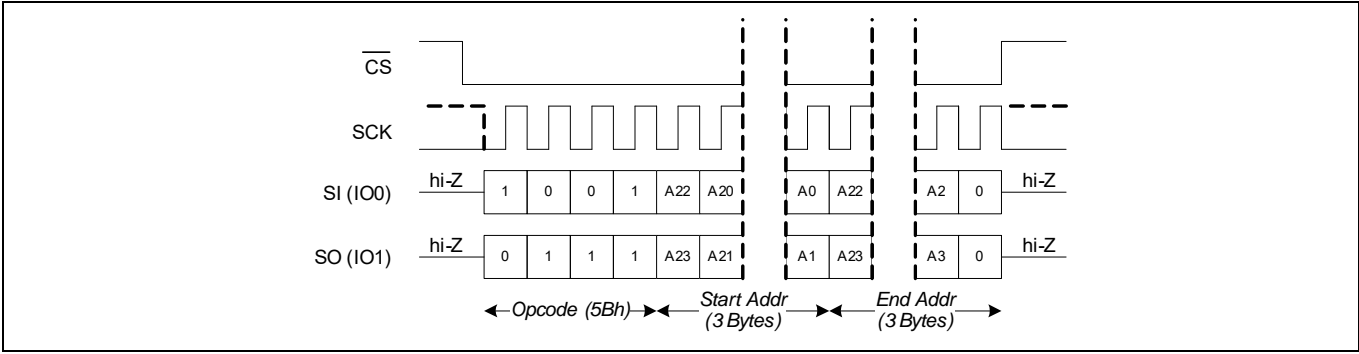 CS
SCK
SI (IO0) hi-Z 1 0 0 1 A22 A20 A0 A22 A2 0 hi-Z
SO (IO1) hi-Z 0 1 1 1 A23 A21 A1 A23 A3 0 hi-Z
Opcode (5Bh) Start Addr End Addr
(3 Bytes) (3 Bytes)